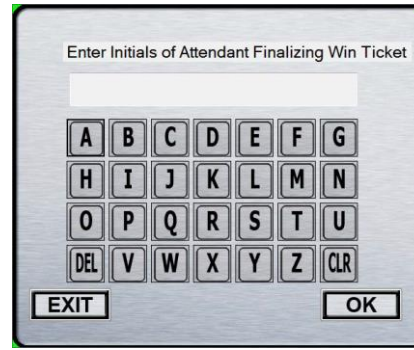 Enter Initials of Attendant Finalizing Win Ticket
A B C D E F G
H I J K L M N
O P Q R S T U
DEL V W X Y Z CLR
EXIT OK